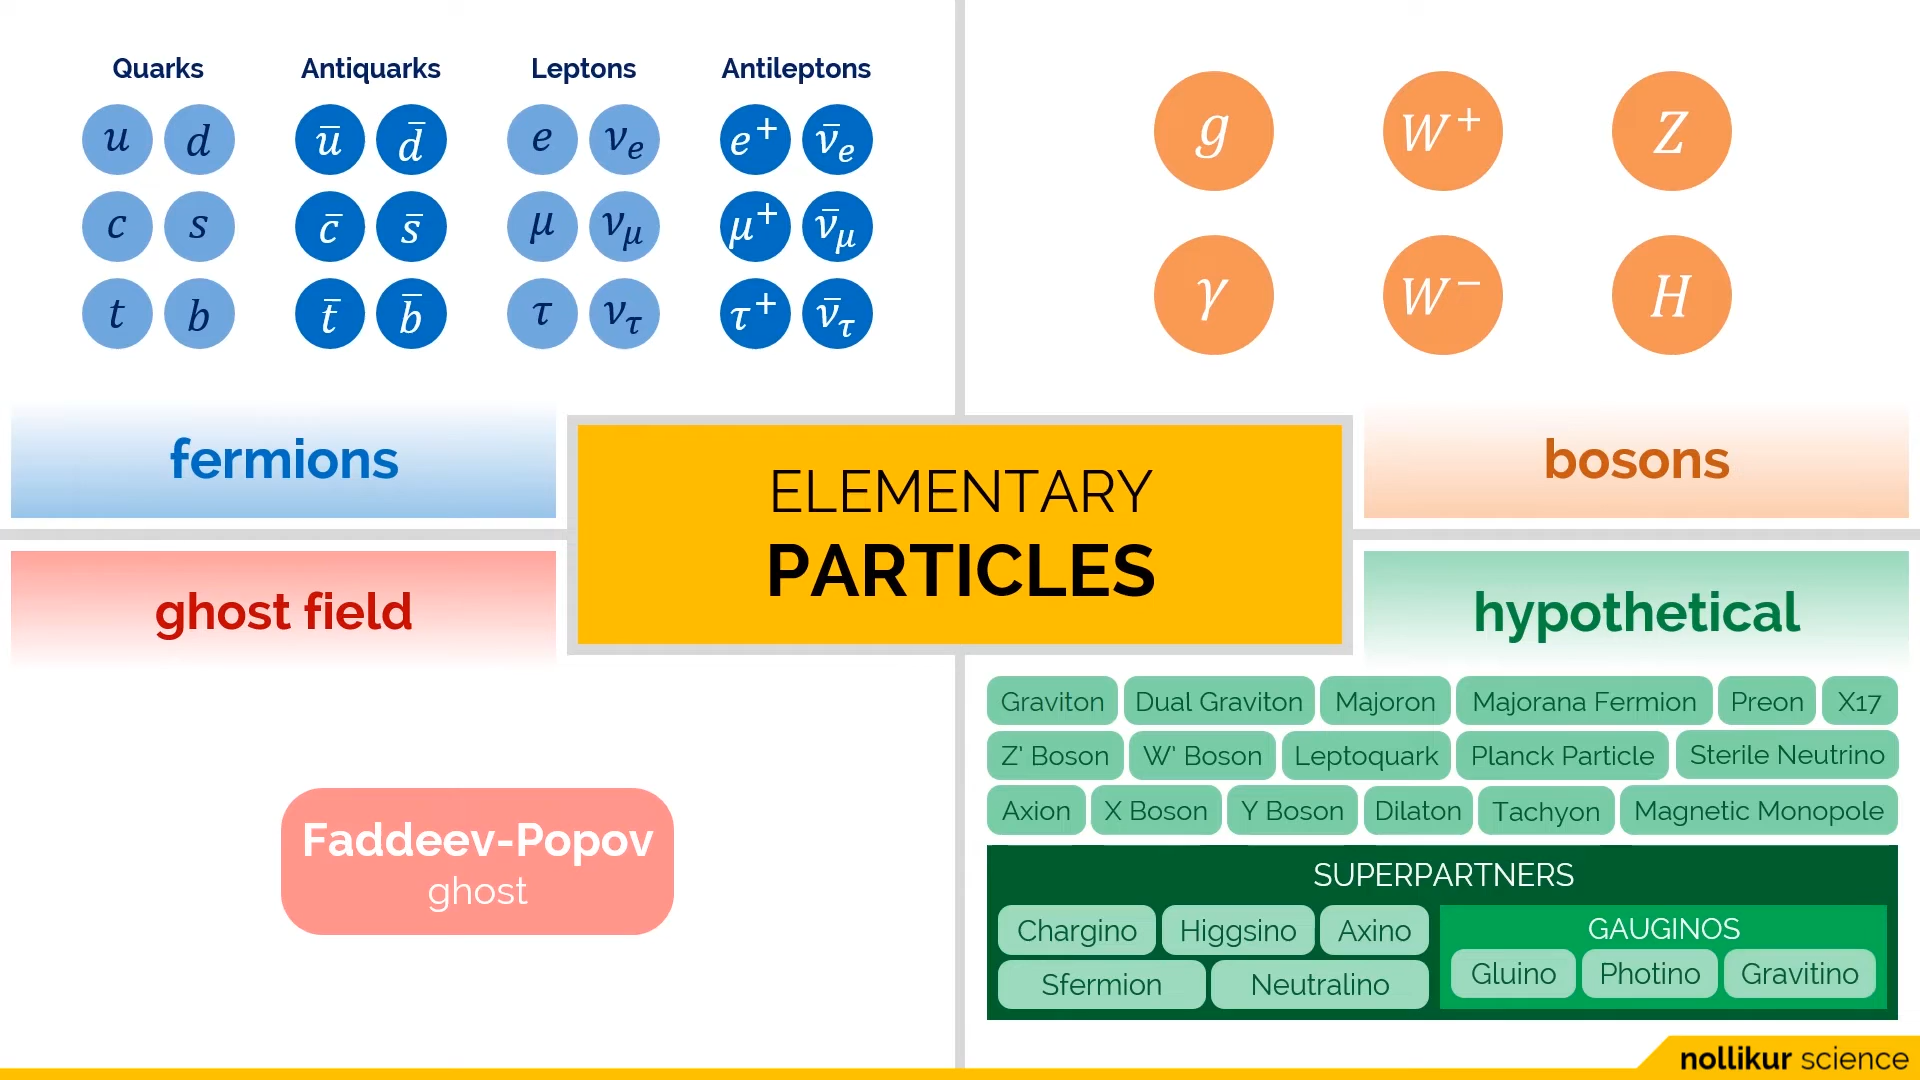 Quarks Antiquarks Leptons Antileptons
u d ū d̄ e νₑ e⁺ ν̄ₑ
c s c̄ s̄ μ ν_μ μ⁺ ν̄_μ
t b t̄ b̄ τ ν_τ τ⁺ ν̄_τ
fermions
g W⁺ Z
γ W⁻ H
bosons
ELEMENTARY
PARTICLES
ghost field
Faddeev-Popov
ghost
hypothetical
Graviton Dual Graviton Majoron Majorana Fermion Preon X17
Z' Boson W' Boson Leptoquark Planck Particle Sterile Neutrino
Axion X Boson Y Boson Dilaton Tachyon Magnetic Monopole
SUPERPARTNERS
Chargino Higgsino Axino
Sfermion Neutralino
GAUGINOS
Gluino Photino Gravitino
nollikur science